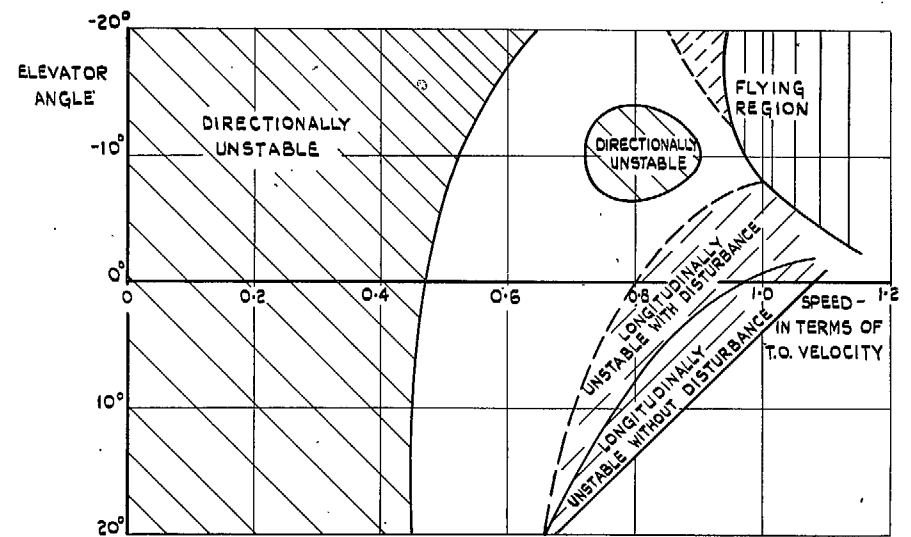 -20°
ELEVATOR
ANGLE
DIRECTIONALLY
UNSTABLE
DIRECTIONALLY
UNSTABLE
FLYING
REGION
-10°
0°
0
0·2
0·4
0·6
0·8
1·0
1·2
SPEED -
IN TERMS OF
T.O. VELOCITY
LONGITUDINALLY
UNSTABLE WITH DISTURBANCE
LONGITUDINALLY
UNSTABLE WITHOUT DISTURBANCE
10°
20°